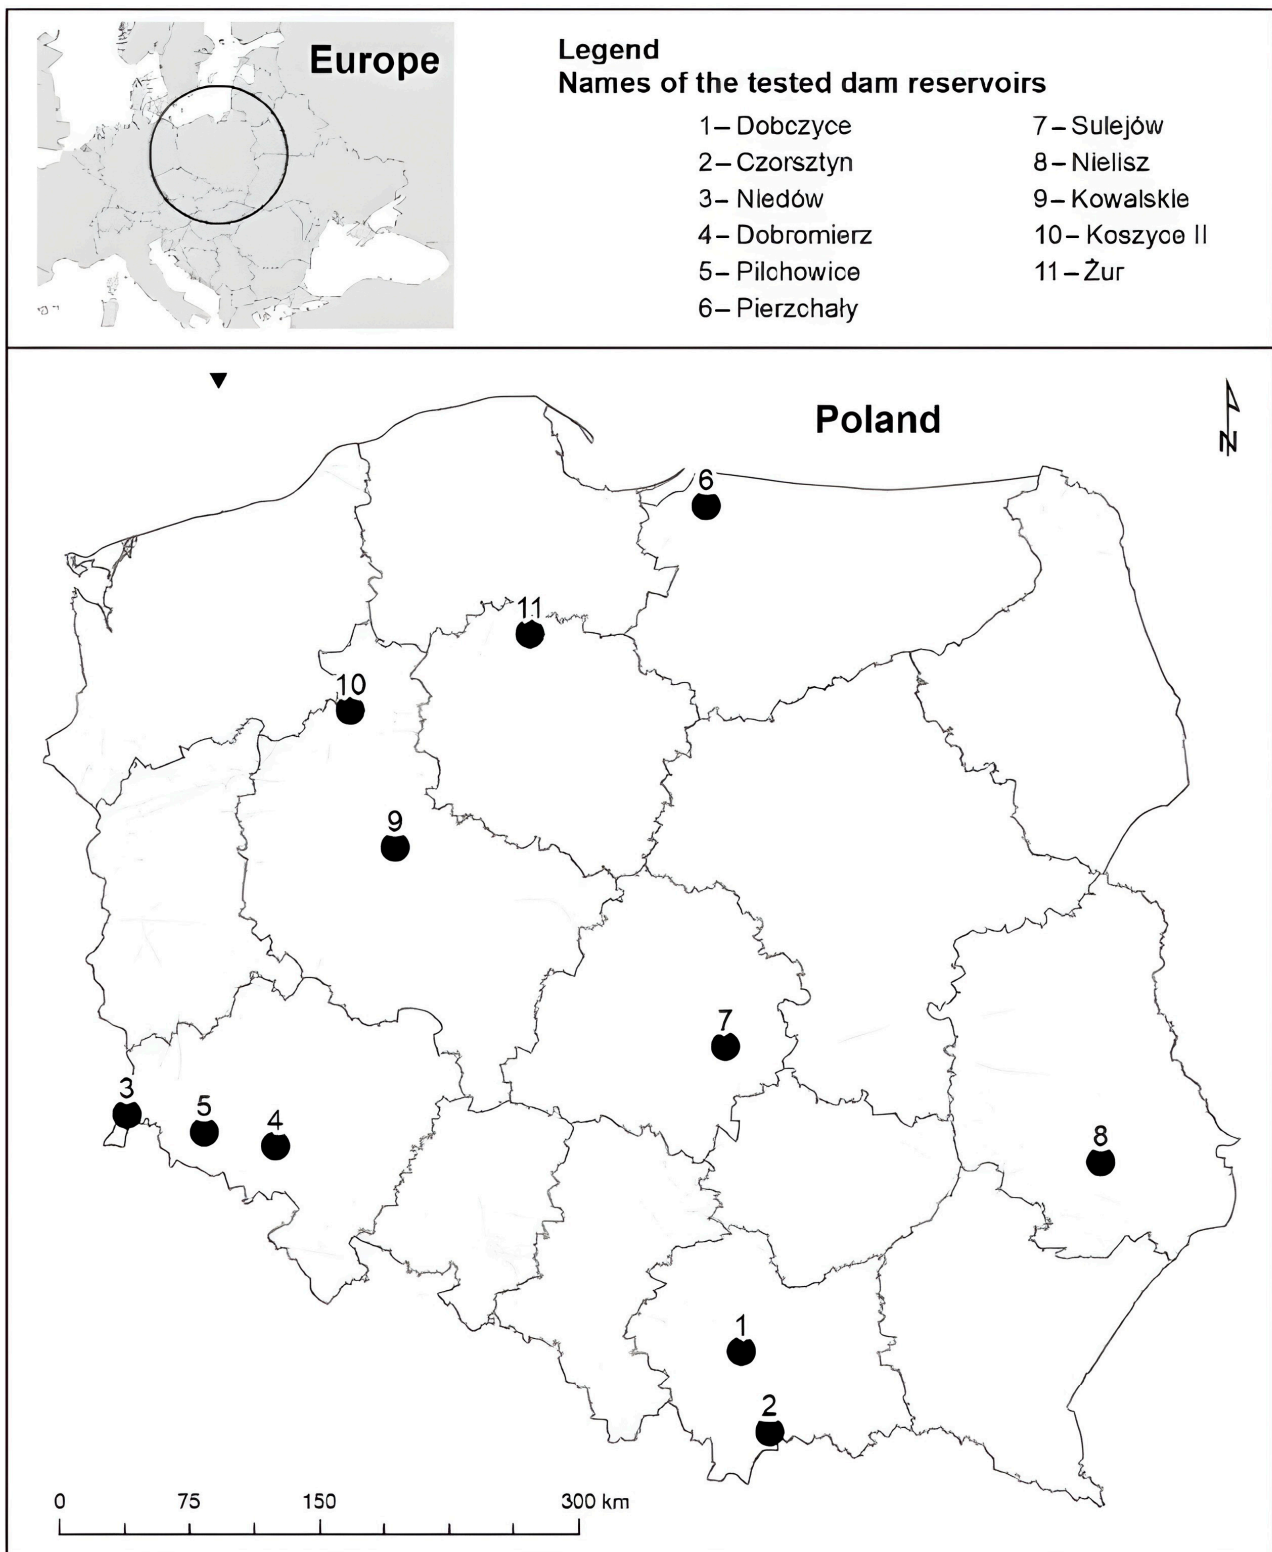 Europe
Legend
Names of the tested dam reservoirs
1– Dobczyce
2– Czorsztyn
3– Niedów
4– Dobromierz
5– Pilchowice
6– Pierzchały
7– Sulejów
8– Nielisz
9– Kowalskie
10– Koszyce II
11– Żur
Poland
N
6
11
10
9
7
3
5
4
8
1
2
0 75 150 300 km